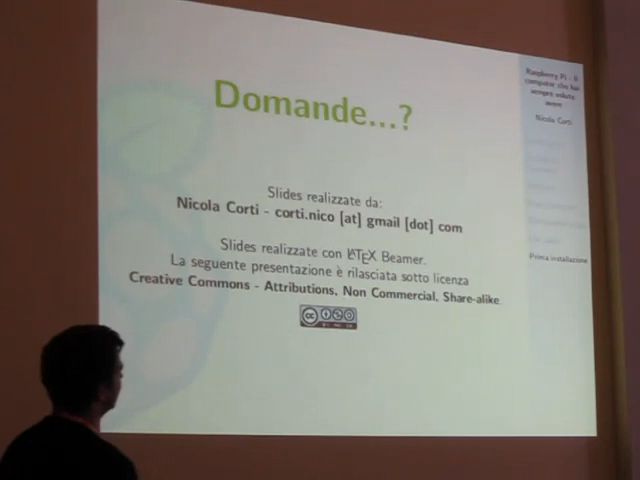 Domande...?
Slides realizzate da:
Nicola Corti - corti.nico [at] gmail [dot] com
Slides realizzate con LATEX Beamer.
La seguente presentazione è rilasciata sotto licenza
Creative Commons - Attributions, Non Commercial, Share-alike.
cc
Raspberry Pi : Il
computer che hai
sempre voluto
avere
Nicola Corti
Prima installazione